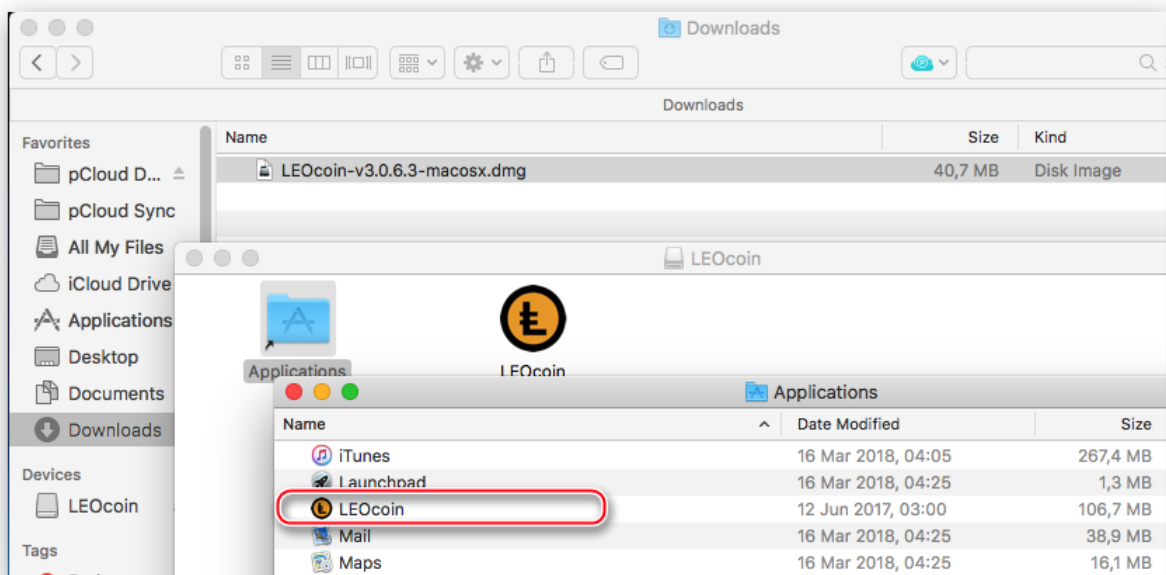 Downloads
Downloads
Favorites
Name Size Kind
pCloud D...
LEOcoin-v3.0.6.3-macosx.dmg 40,7 MB Disk Image
pCloud Sync
All My Files
LEOcoin
iCloud Drive
Applications
Desktop
Applications LEOcoin
Documents
Applications
Downloads
Name Date Modified Size
iTunes 16 Mar 2018, 04:05 267,4 MB
Devices
Launchpad 16 Mar 2018, 04:25 1,3 MB
LEOcoin
LEOcoin 12 Jun 2017, 03:00 106,7 MB
Mail 16 Mar 2018, 04:25 38,9 MB
Tags
Maps 16 Mar 2018, 04:25 16,1 MB